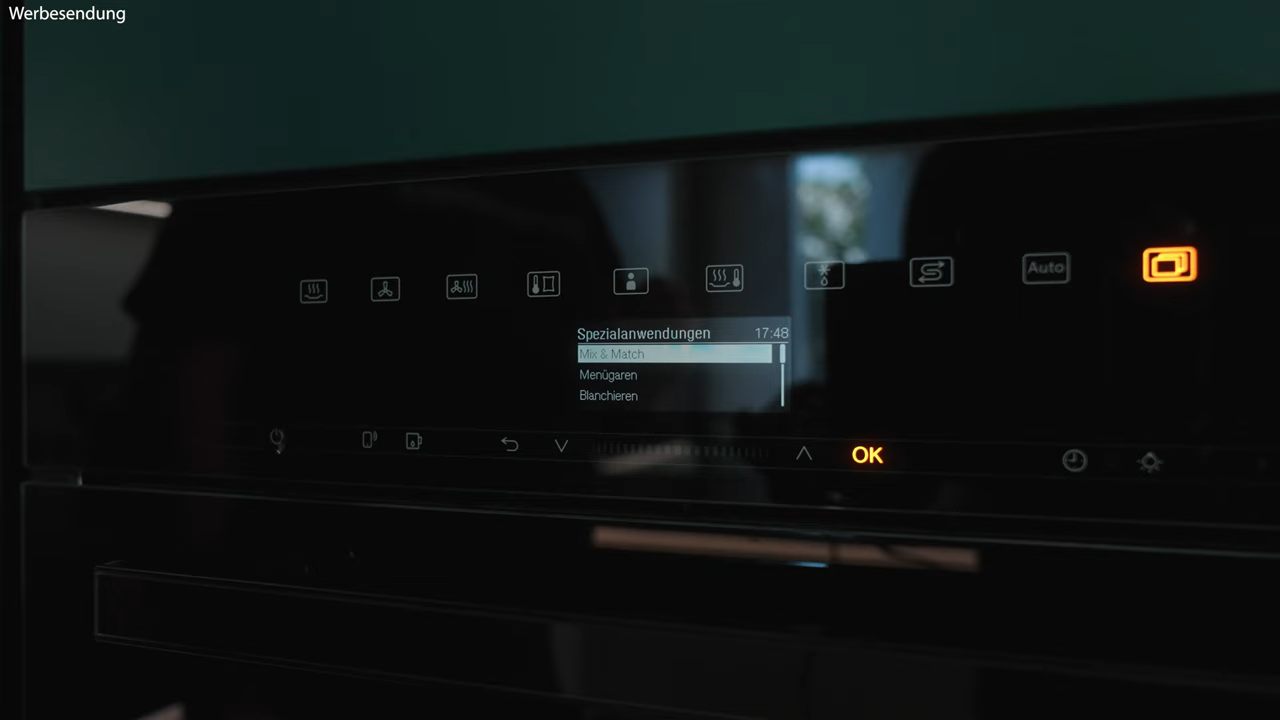 Werbesendung
Auto
Spezialanwendungen 17:48
Mix & Match
Menügaren
Blanchieren
OK